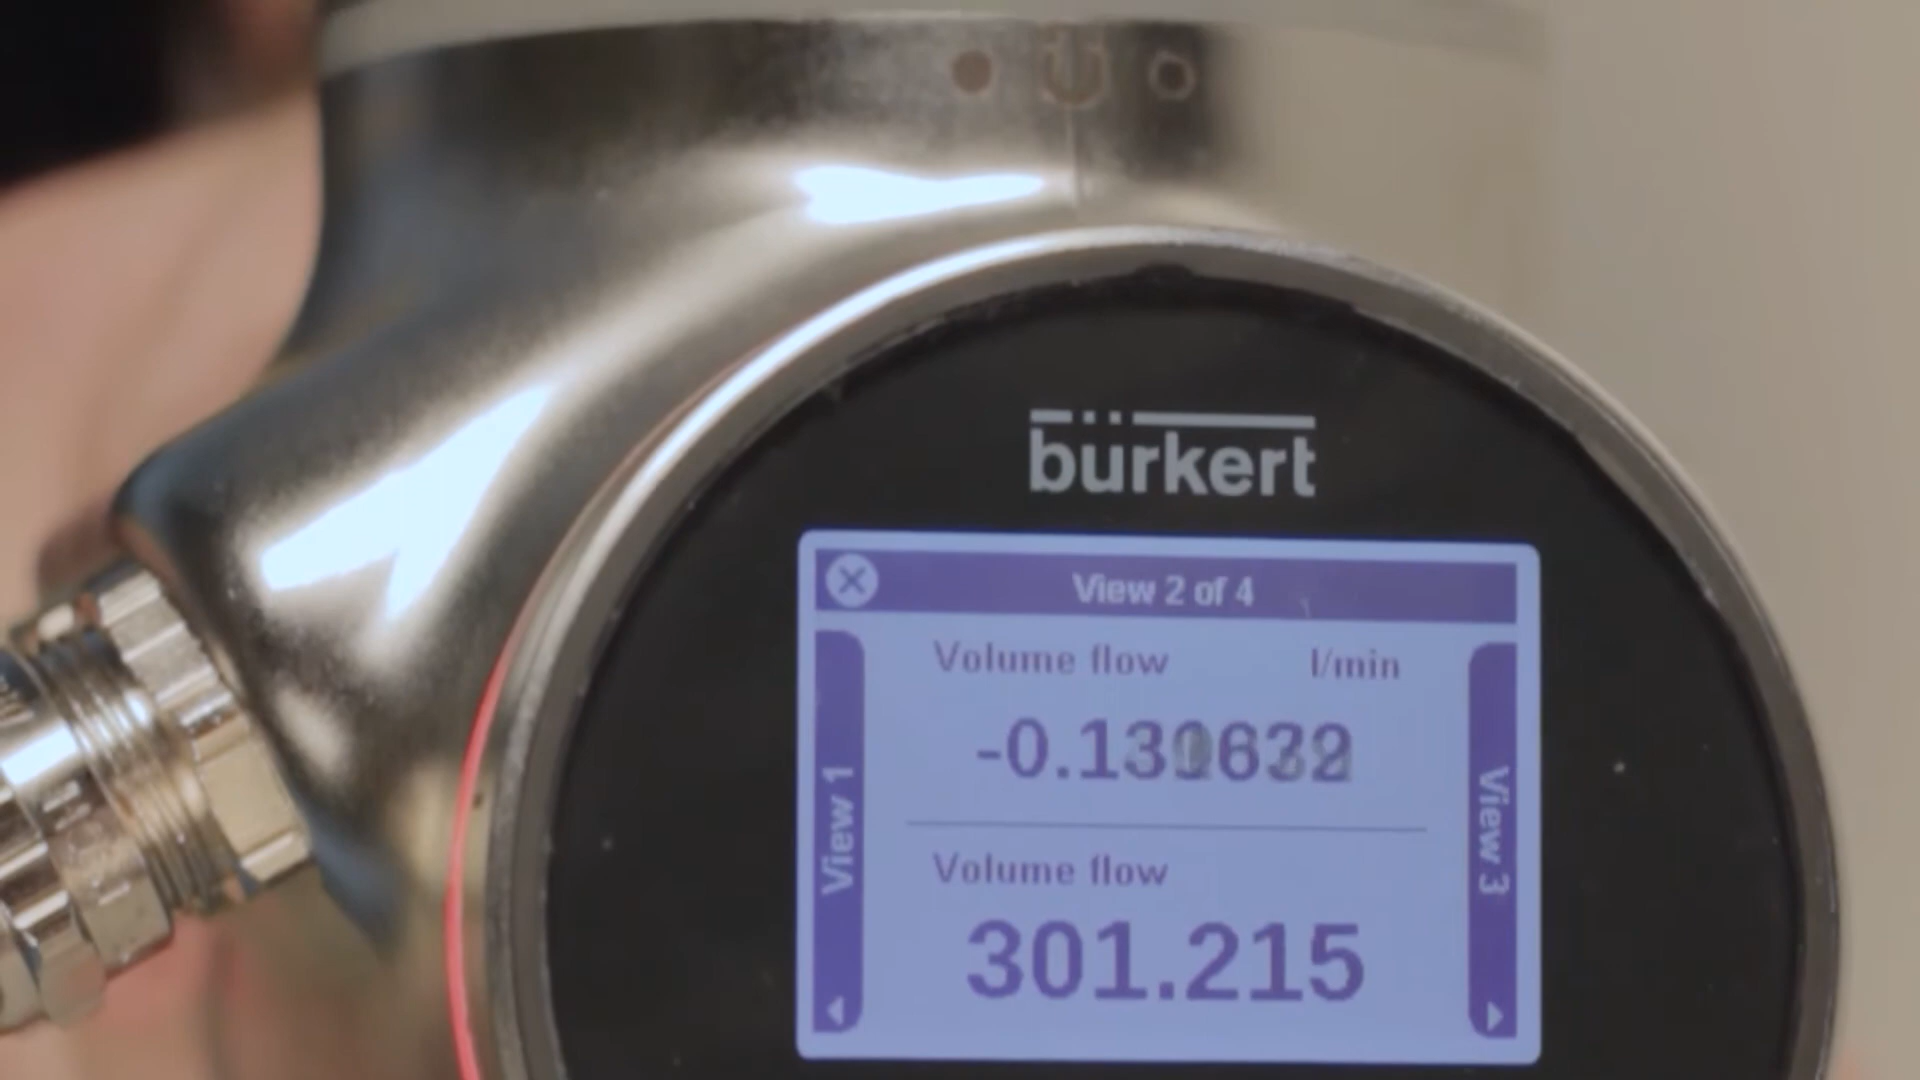 bürkert
View 2 of 4
Volume flow l/min
View 1
View 3
Volume flow
301.215